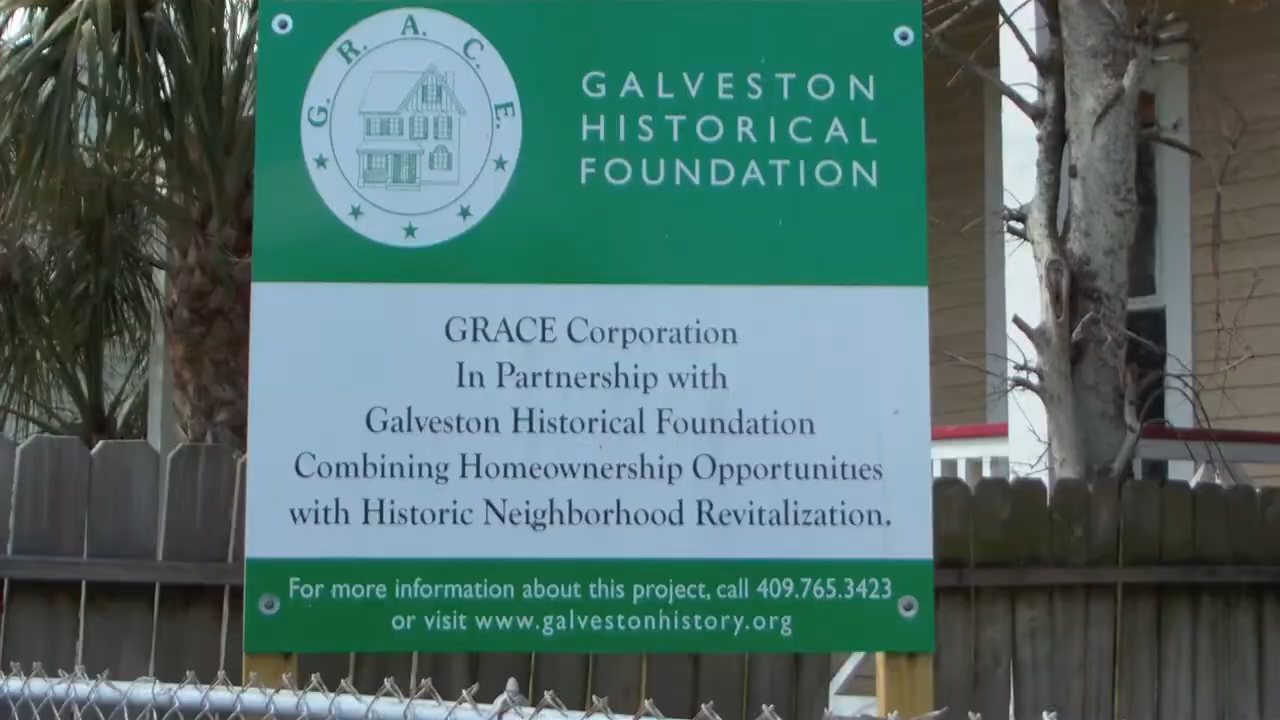 G. R. A. C. E.
GALVESTON
HISTORICAL
FOUNDATION
GRACE Corporation
In Partnership with
Galveston Historical Foundation
Combining Homeownership Opportunities
with Historic Neighborhood Revitalization.
For more information about this project, call 409.765.3423
or visit www.galvestonhistory.org